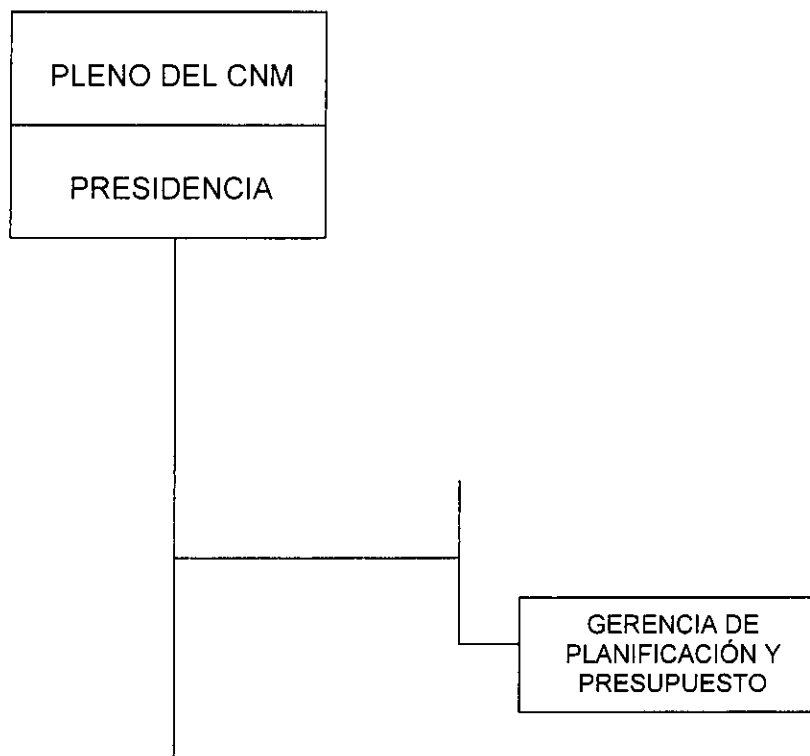 PLENO DEL CNM
PRESIDENCIA
GERENCIA DE
PLANIFICACIÓN Y
PRESUPUESTO